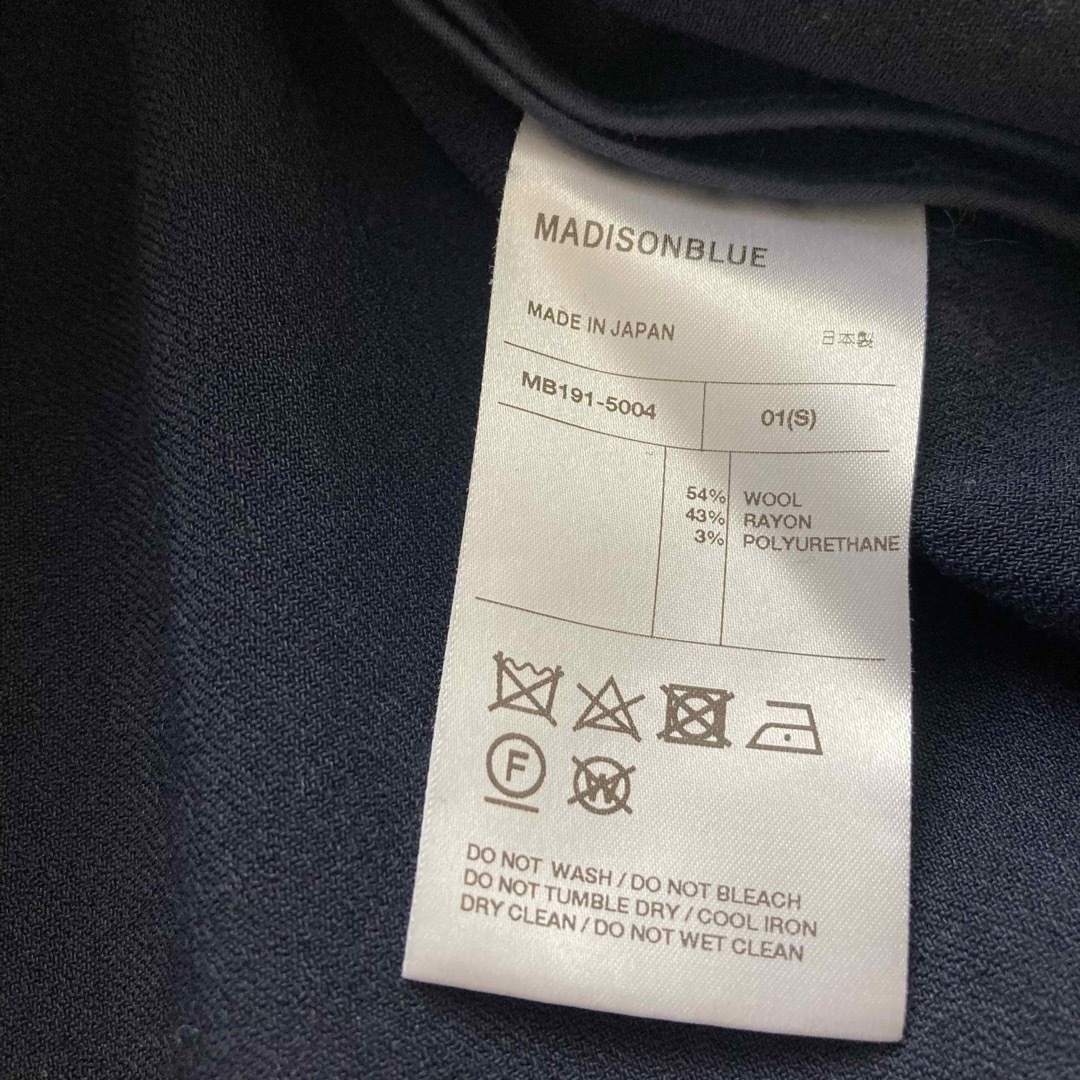 MADISONBLUE
MADE IN JAPAN 日本製
MB191-5004 01(S)
54% WOOL
43% RAYON
3% POLYURETHANE
F W
DO NOT WASH / DO NOT BLEACH
DO NOT TUMBLE DRY / COOL IRON
DRY CLEAN / DO NOT WET CLEAN